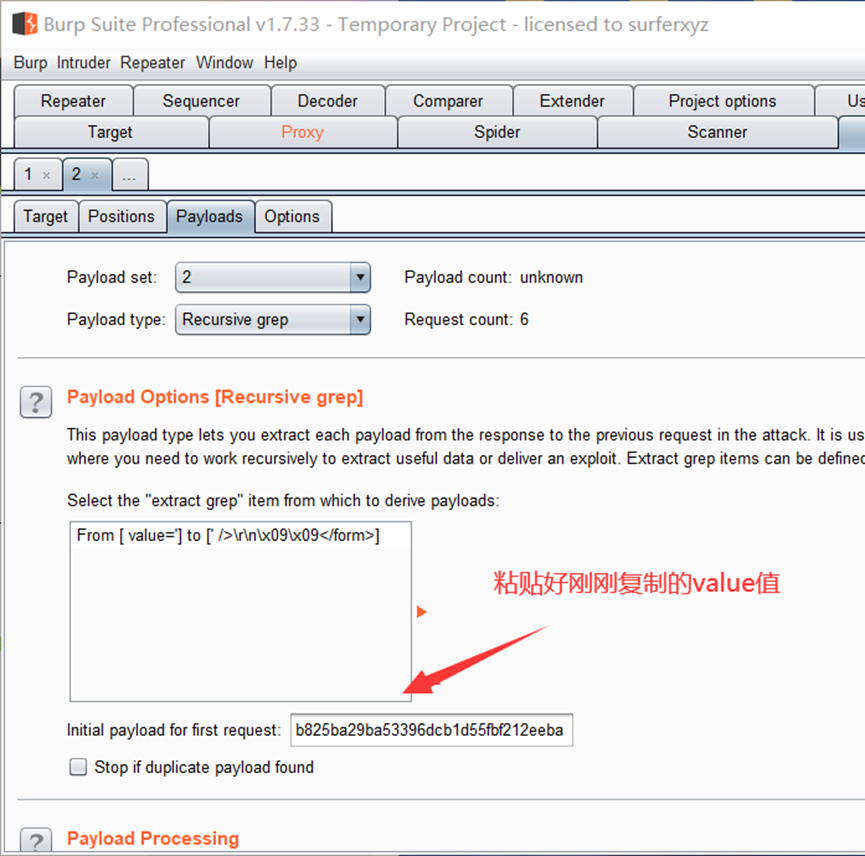 Burp Suite Professional v1.7.33 - Temporary Project - licensed to surferxyz
Burp Intruder Repeater Window Help
Repeater Sequencer Decoder Comparer Extender Project options Us
Target Proxy Spider Scanner
1 × 2 × ...
Target Positions Payloads Options
Payload set: 2 Payload count: unknown
Payload type: Recursive grep Request count: 6
? Payload Options [Recursive grep]
This payload type lets you extract each payload from the response to the previous request in the attack. It is us
where you need to work recursively to extract useful data or deliver an exploit. Extract grep items can be define
Select the "extract grep" item from which to derive payloads:
From [ value='] to [' />\r\n\x09\x09</form>]
粘贴好刚刚复制的value值
Initial payload for first request: b825ba29ba53396dcb1d55fbf212eeba
Stop if duplicate payload found
? Payload Processing